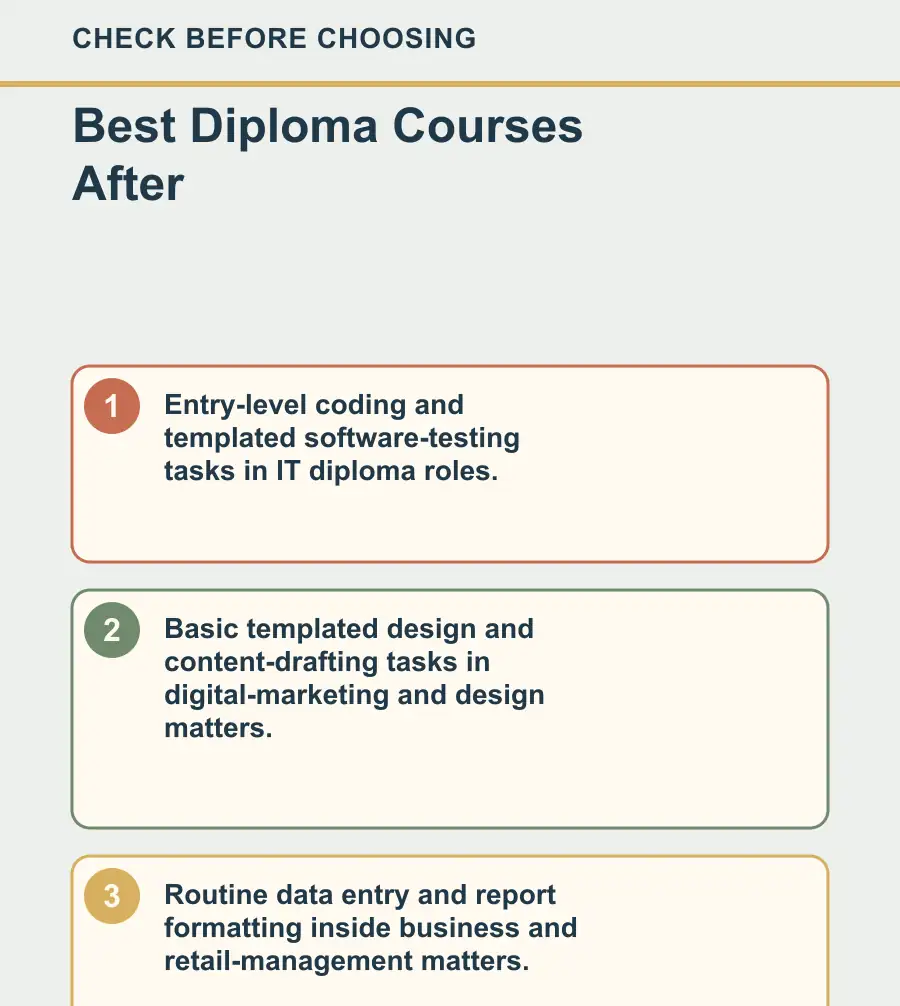 CHECK BEFORE CHOOSING
Best Diploma Courses
After
1
Entry-level coding and
templated software-testing
tasks in IT diploma roles.
2
Basic templated design and
content-drafting tasks in
digital-marketing and design
matters.
3
Routine data entry and report
formatting inside business and
retail-management matters.